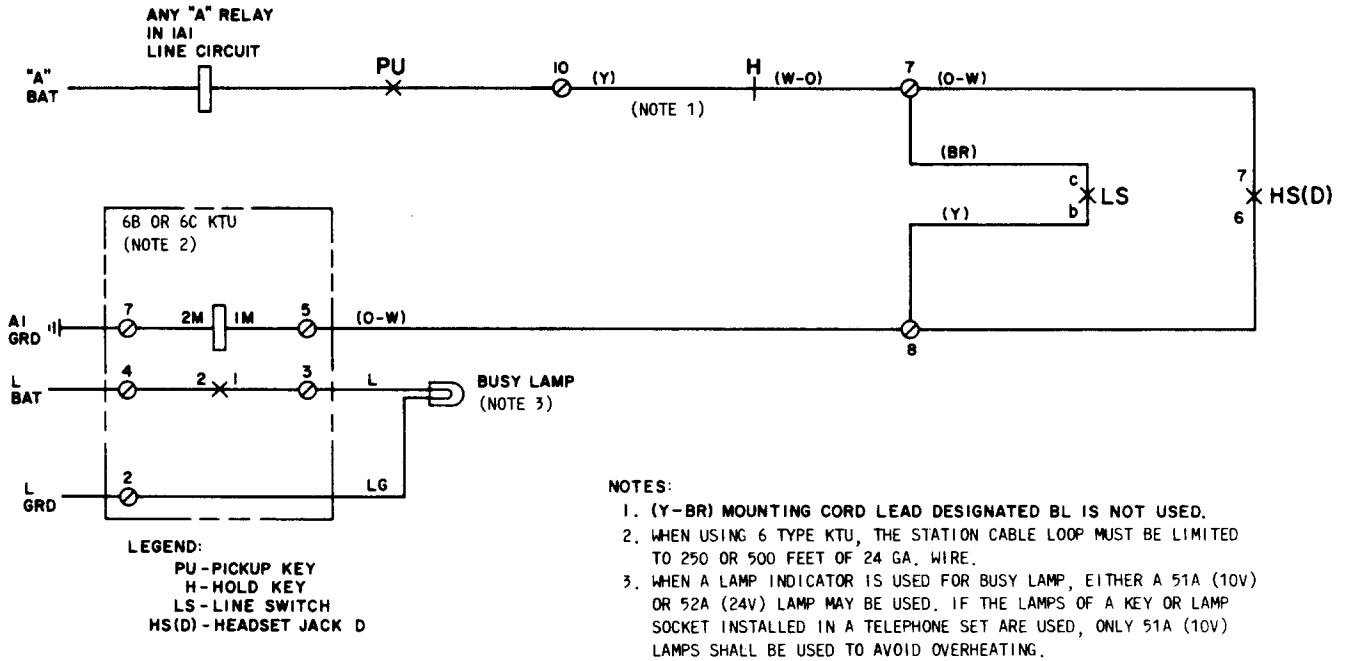 ANY "A" RELAY
IN 1A1
LINE CIRCUIT
"A"
BAT
PU
10
(Y)
(NOTE 1)
H
(W-O)
7
(O-W)
(BR)
c
LS
b
(Y)
7
HS(D)
6
6B OR 6C KTU
(NOTE 2)
A1
GRD
7
2M
1M
5
(O-W)
8
L
BAT
4
2
1
3
L
BUSY LAMP
(NOTE 3)
L
GRD
2
LG
LEGEND:
PU-PICKUP KEY
H-HOLD KEY
LS-LINE SWITCH
HS(D)-HEADSET JACK D
NOTES:
1. (Y-BR) MOUNTING CORD LEAD DESIGNATED BL IS NOT USED.
2. WHEN USING 6 TYPE KTU, THE STATION CABLE LOOP MUST BE LIMITED
TO 250 OR 500 FEET OF 24 GA. WIRE.
3. WHEN A LAMP INDICATOR IS USED FOR BUSY LAMP, EITHER A 51A (10V)
OR 52A (24V) LAMP MAY BE USED. IF THE LAMPS OF A KEY OR LAMP
SOCKET INSTALLED IN A TELEPHONE SET ARE USED, ONLY 51A (10V)
LAMPS SHALL BE USED TO AVOID OVERHEATING.